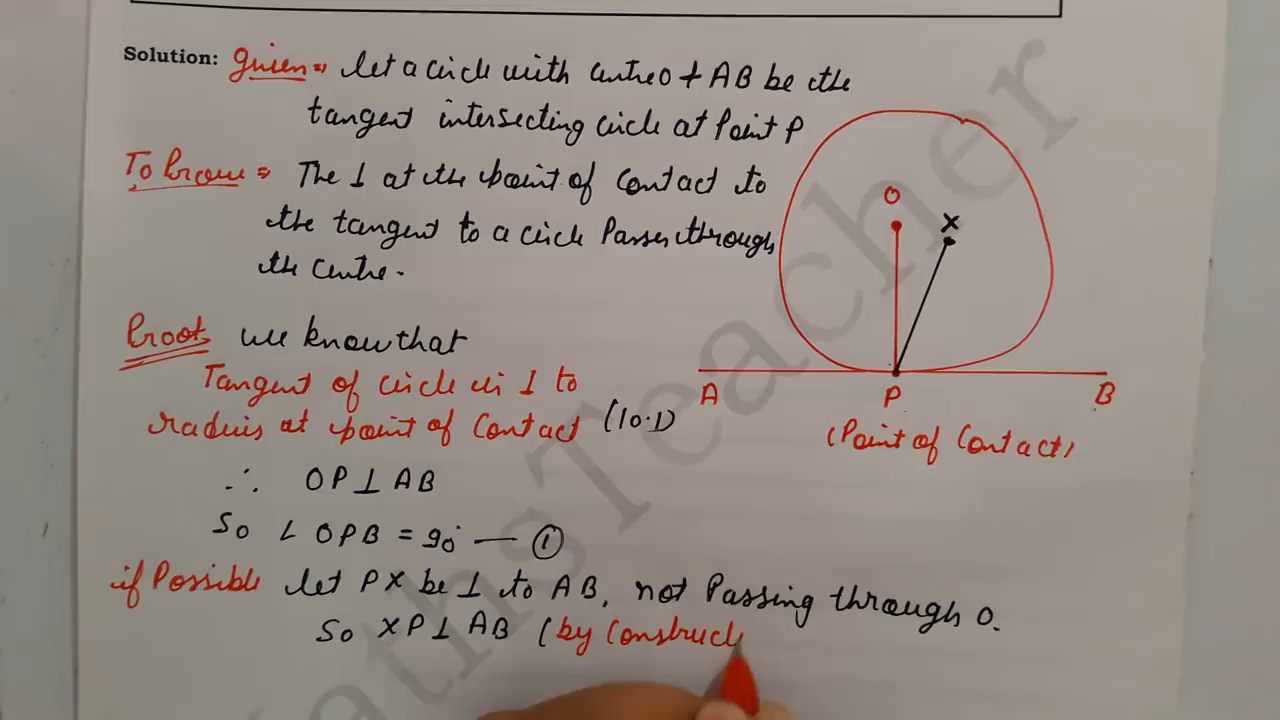 Solution: Given = let a circle with centre O & AB be the
tangent intersecting circle at Point P
To Prove = The ⊥ at the point of contact to
the tangent to a circle Passes through
the centre.
Proof we know that
Tangent of circle is ⊥ to
radius at point of contact (10.1)
∴ OP ⊥ AB
So ∠OPB = 90° — ①
if Possible let PX be ⊥ to AB, not Passing through O.
So XP ⊥ AB (by Construct
O
X
A P B
(Point of Contact)
Maths Teacher